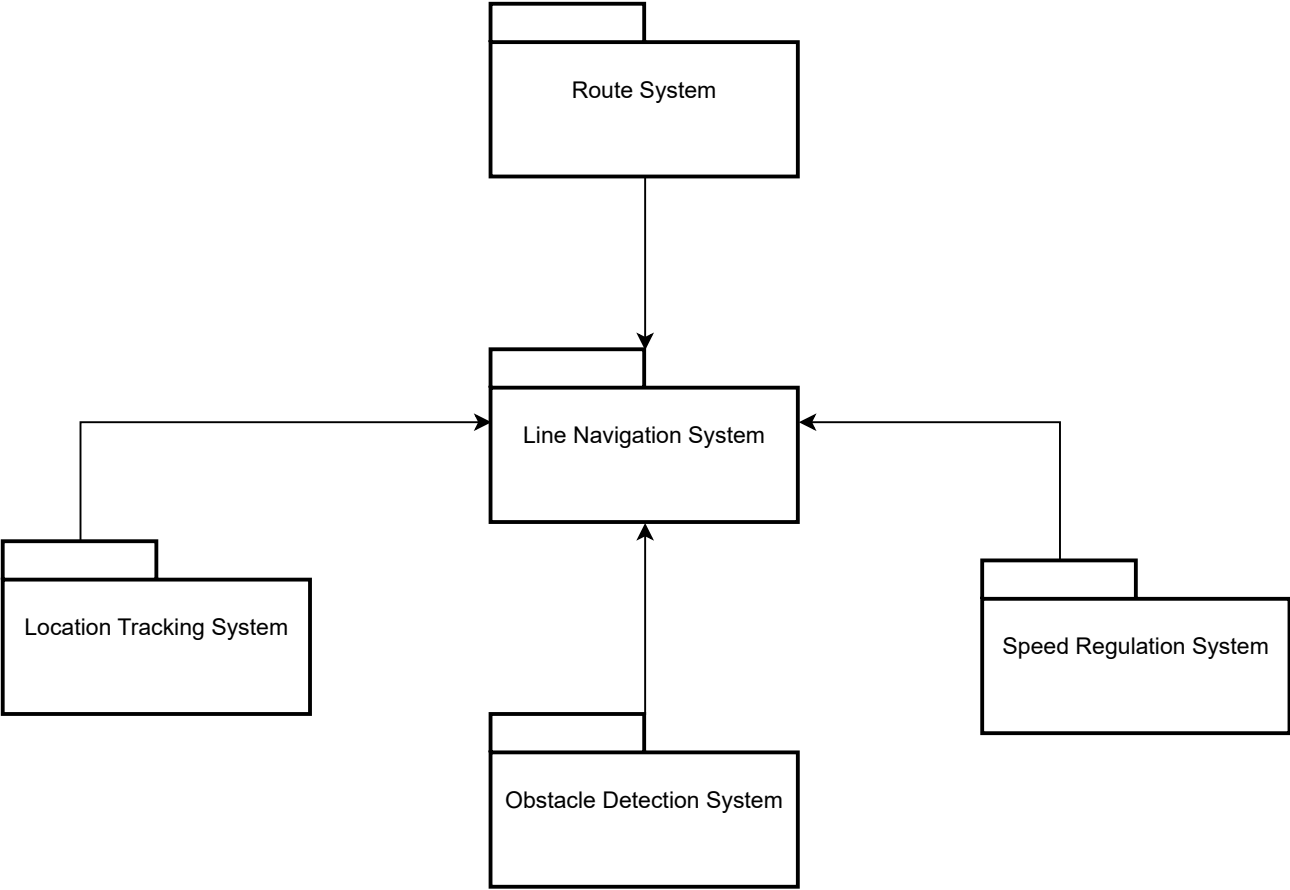 Route System
Line Navigation System
Location Tracking System
Speed Regulation System
Obstacle Detection System